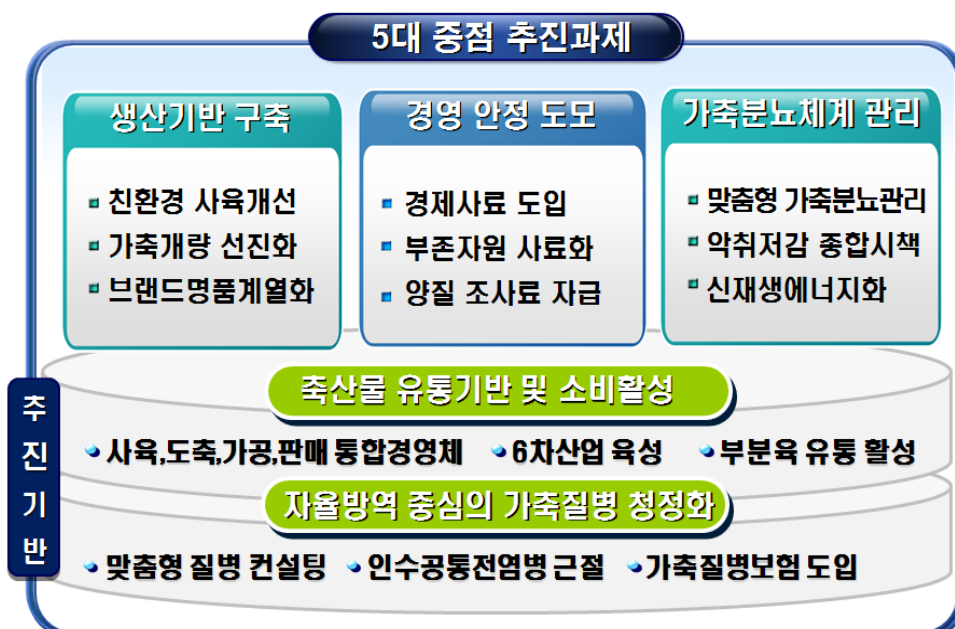 5대 중점 추진과제
생산기반 구축
친환경 사육개선
가축개량 선진화
브랜드명품계열화
경영 안정 도모
경제사료 도입
부존자원 사료화
양질 조사료 자급
가축분뇨체계 관리
맞춤형 가축분뇨관리
악취저감 종합시책
신재생에너지화
추진기반
축산물 유통기반 및 소비활성
사육,도축,가공,판매 통합경영체 6차산업 육성 부분육 유통 활성
자율방역 중심의 가축질병 청정화
맞춤형 질병 컨설팅 인수공통전염병 근절 가축질병보험 도입